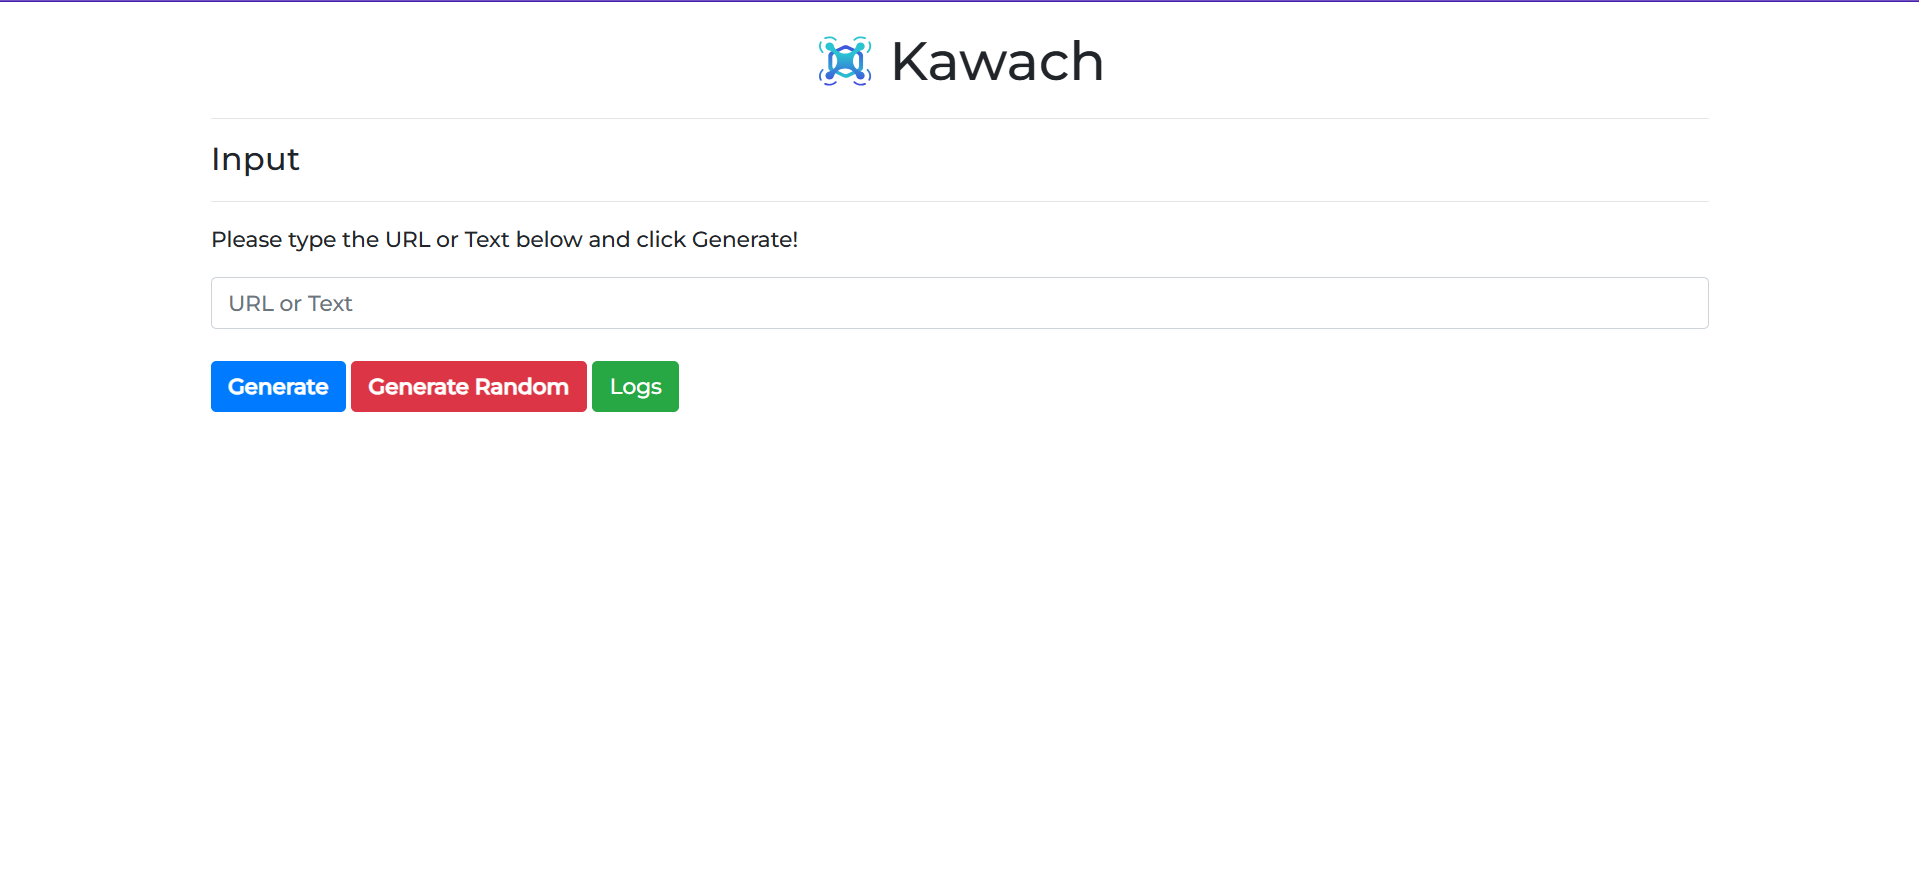 Kawach
Input
Please type the URL or Text below and click Generate!
URL or Text
Generate Generate Random Logs